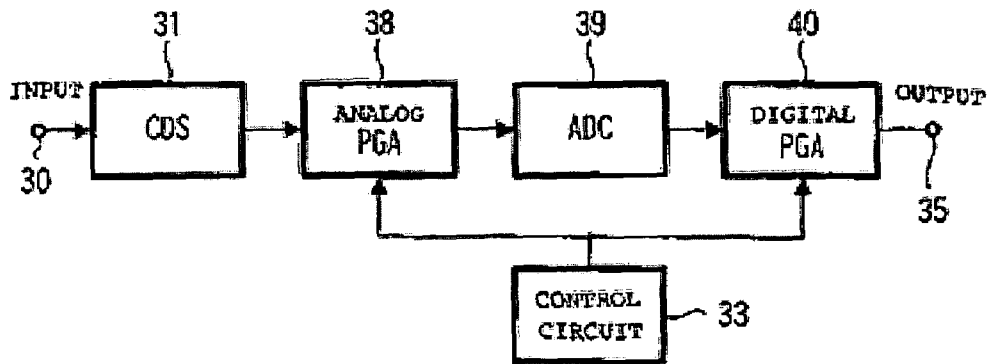 31
38
39
40
INPUT
CDS
ANALOG
PGA
ADC
DIGITAL
PGA
OUTPUT
30
35
CONTROL
CIRCUIT
33